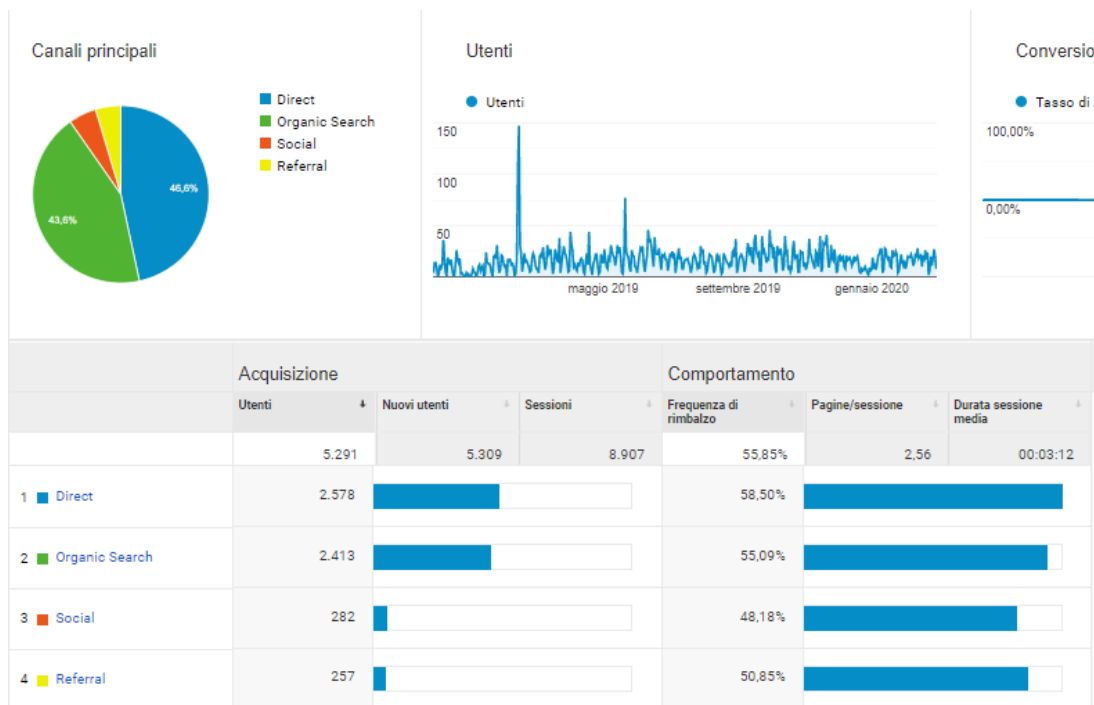 Canali principali
Direct
Organic Search
Social
Referral
46,6%
43,6%
Utenti
Utenti
150
100
50
maggio 2019
settembre 2019
gennaio 2020
Conversio
Tasso di
100,00%
0,00%
Acquisizione
Comportamento
Utenti
Nuovi utenti
Sessioni
Frequenza di
rimbalzo
Pagine/sessione
Durata sessione
media
5.291
5.309
8.907
55,85%
2,56
00:03:12
1 Direct
2.578
58,50%
2 Organic Search
2.413
55,09%
3 Social
282
48,18%
4 Referral
257
50,85%